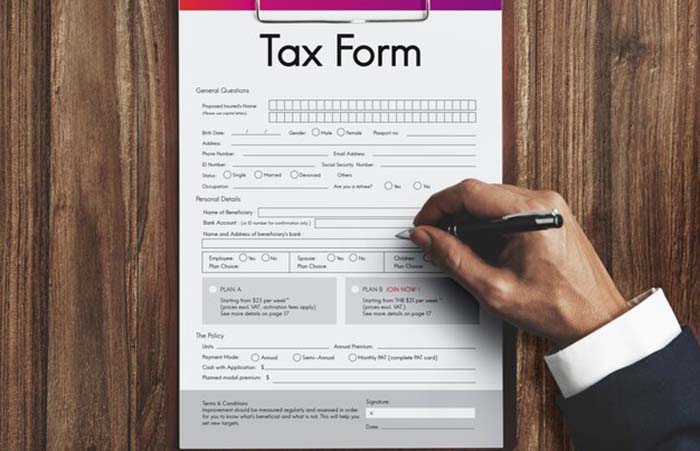 Tax Form
General Questions
Proposed Insured's Name
(Please use capital letters)
Birth Date: / / Gender: Male Female Passport no.
Address:
Phone Number: Email Address:
ID Number: Social Security Number:
Status: Single Married Devorced Others
Occupation: Are you a retiree? Yes No
Personal Details
Name of Beneficiary :
Bank Account : ( or ID number for confirmation only )
Name and Address of beneficiary's bank :
Employee: Yes No Spouse: Yes No Children:
Plan Choice: Plan Choice: Plan Choice:
PLAN A
Starting from $23 per week**
(prices excl. VAT, activation fees apply)
See more details on page 17
PLAN B JOIN NOW !
Starting from THB $21 per week**
(prices excl. VAT.)
See more details on page 17
The Policy
Units Annual Premium:
Payment Mode: Annual Semi-Annual Monthly PAT (complete PAT card)
Cash with Application: $
Planned modal premium: $
Terms & Conditions
Improvement should be measured regularly and assessed in order
for you to know what's beneficial and what is not. This will help you
set new targets.
Signature:
x
Date: